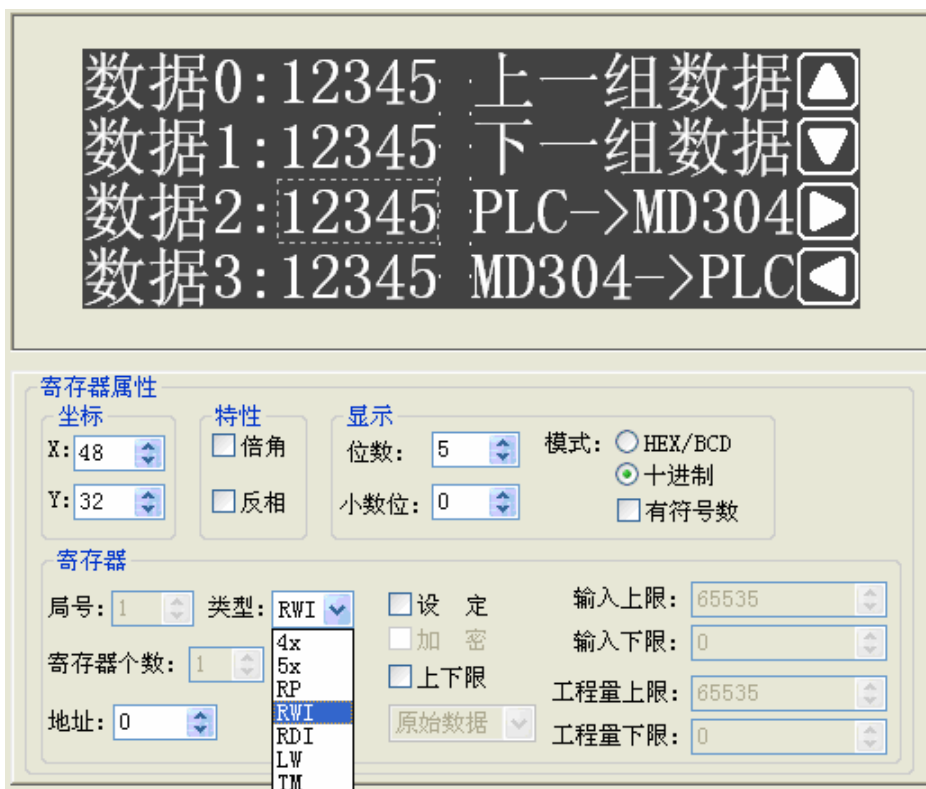 数据0:12345 上一组数据
数据1:12345 下一组数据
数据2:12345 PLC->MD304
数据3:12345 MD304->PLC
寄存器属性
坐标
X: 48
Y: 32
特性
倍角
反相
显示
位数: 5
小数位: 0
模式: HEX/BCD
十进制
有符号数
寄存器
局号: 1 类型: RWI
寄存器个数: 1
地址: 0
4x
5x
RP
RWI
RDI
LW
TM
设 定
加 密
上下限
原始数据
输入上限: 65535
输入下限: 0
工程量上限: 65535
工程量下限: 0